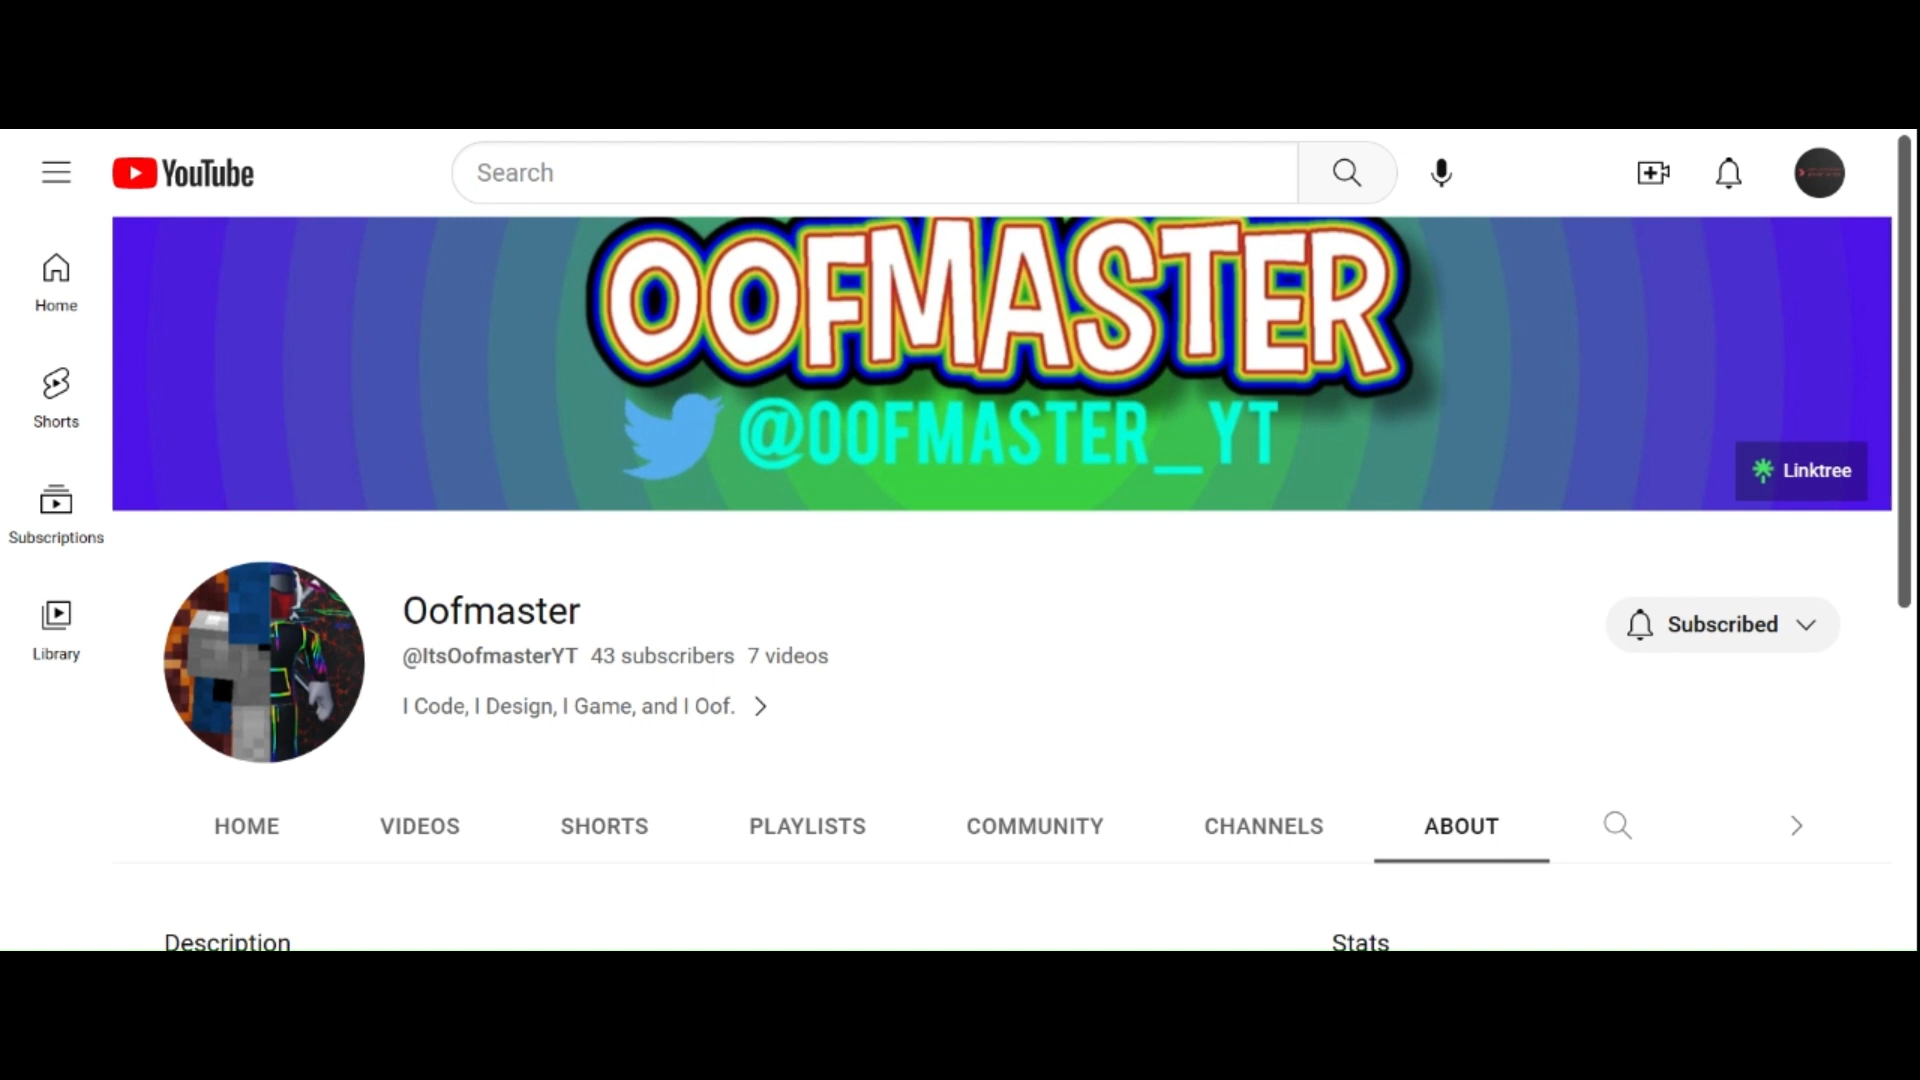 YouTube
Search
Home
Shorts
Subscriptions
Library
OOFMASTER
@OOFMASTER_YT
Linktree
Oofmaster
@ItsOofmasterYT 43 subscribers 7 videos
I Code, I Design, I Game, and I Oof.
Subscribed
HOME VIDEOS SHORTS PLAYLISTS COMMUNITY CHANNELS ABOUT
Description Stats